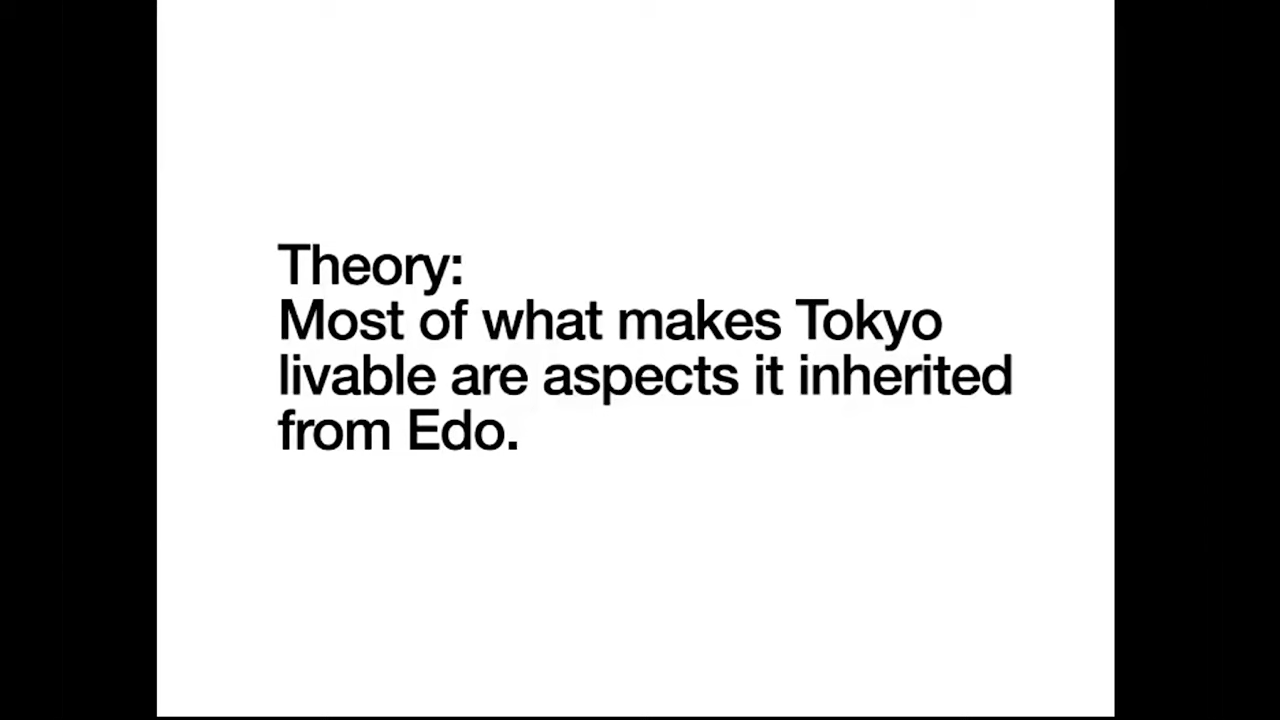 Theory:
Most of what makes Tokyo
livable are aspects it inherited
from Edo.